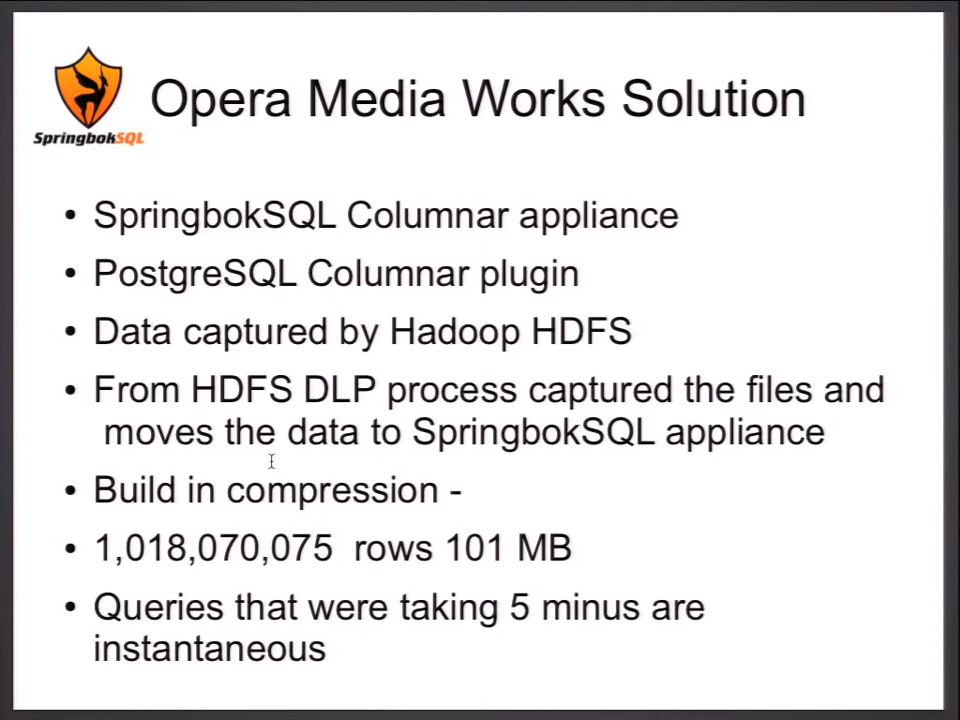 SpringbokSQL
Opera Media Works Solution
• SpringbokSQL Columnar appliance
• PostgreSQL Columnar plugin
• Data captured by Hadoop HDFS
• From HDFS DLP process captured the files and
moves the data to SpringbokSQL appliance
• Build in compression -
• 1,018,070,075 rows 101 MB
• Queries that were taking 5 minus are
instantaneous